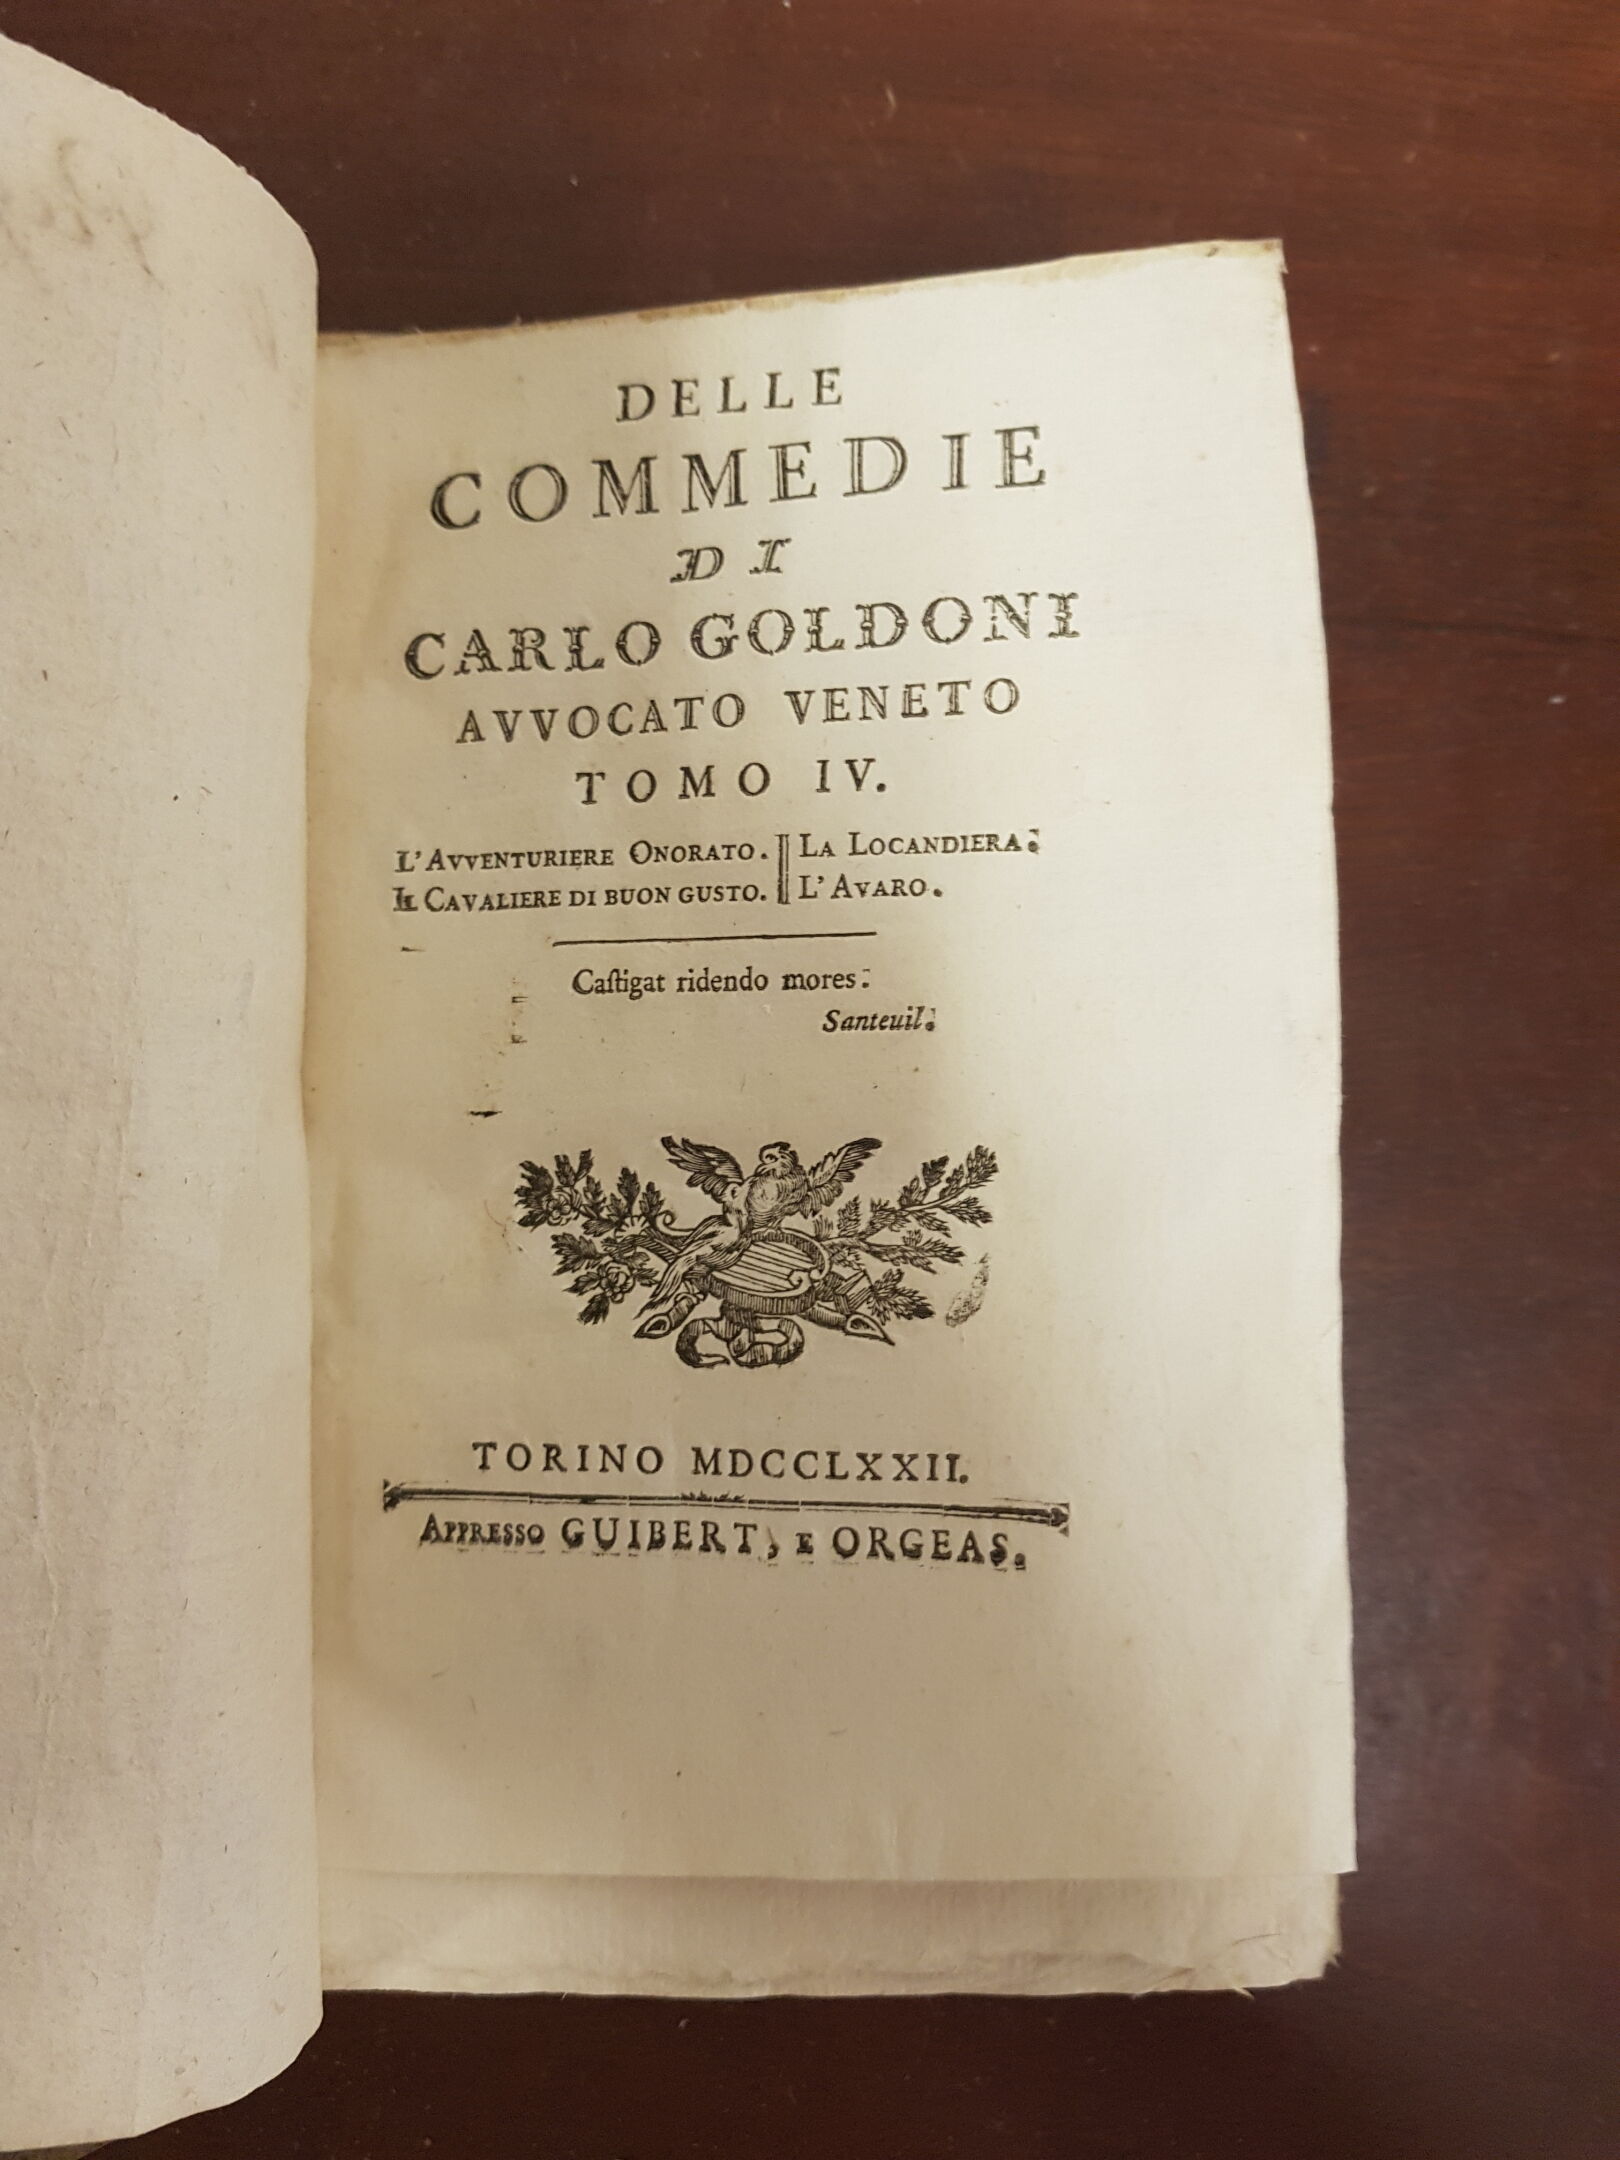 DELLE
COMMEDIE
DI
CARLO GOLDONI
AVVOCATO VENETO
TOMO IV.
L'AVVENTURIERE ONORATO. || LA LOCANDIERA.
IL CAVALIERE DI BUON GUSTO. || L'AVARO.
Caſtigat ridendo mores.
Santeuil.
TORINO MDCCLXXII.
APPRESSO GUIBERT, E ORGEAS.